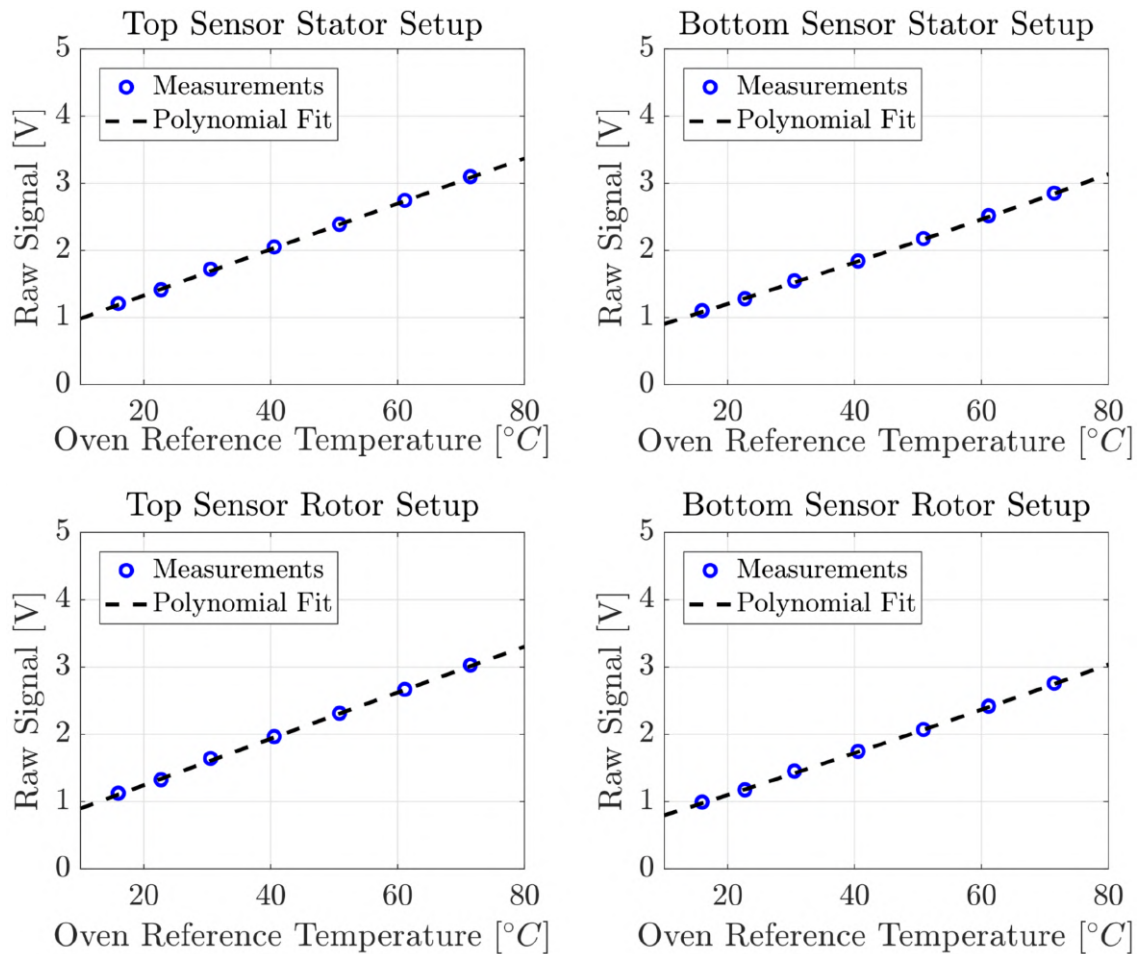 Top Sensor Stator Setup
5
4
3
2
1
0
Raw Signal [V]
Measurements
Polynomial Fit
20
40
60
80
Oven Reference Temperature [°C]
Bottom Sensor Stator Setup
5
4
3
2
1
0
Raw Signal [V]
Measurements
Polynomial Fit
20
40
60
80
Oven Reference Temperature [°C]
Top Sensor Rotor Setup
5
4
3
2
1
0
Raw Signal [V]
Measurements
Polynomial Fit
20
40
60
80
Oven Reference Temperature [°C]
Bottom Sensor Rotor Setup
5
4
3
2
1
0
Raw Signal [V]
Measurements
Polynomial Fit
20
40
60
80
Oven Reference Temperature [°C]